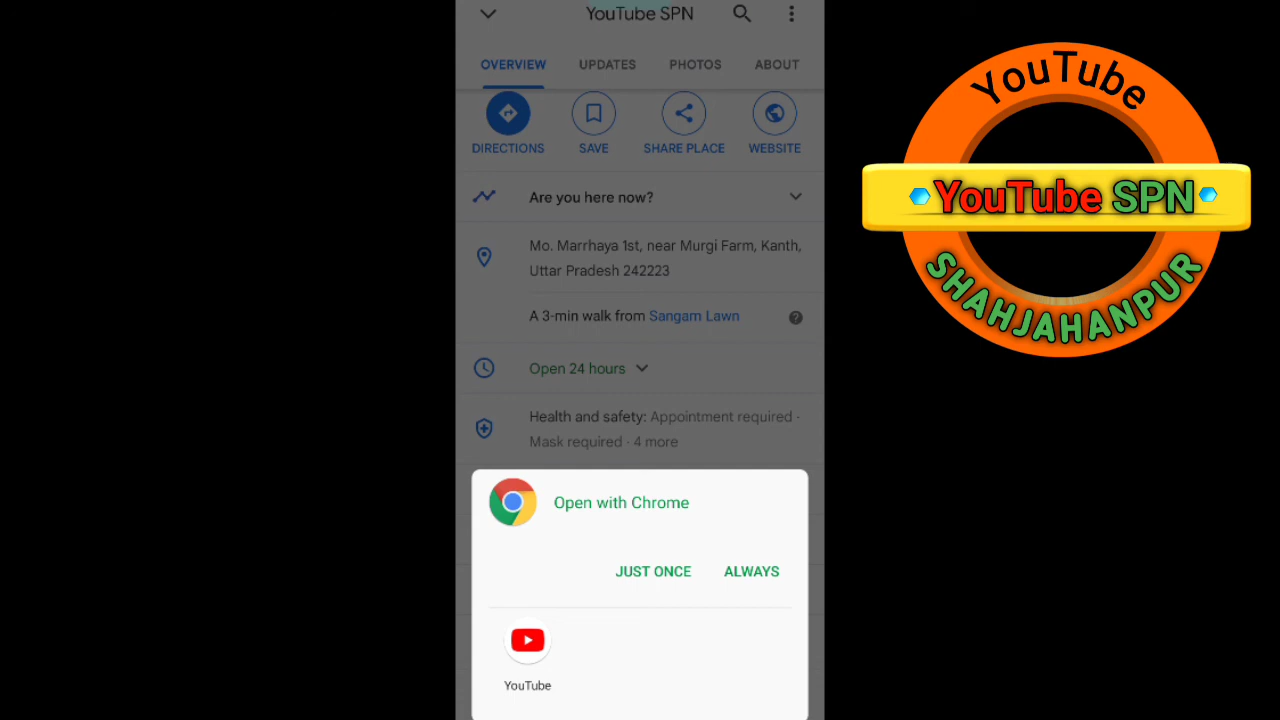 YouTube SPN
OVERVIEW UPDATES PHOTOS ABOUT
DIRECTIONS SAVE SHARE PLACE WEBSITE
Are you here now?
Mo. Marrhaya 1st, near Murgi Farm, Kanth,
Uttar Pradesh 242223
A 3-min walk from Sangam Lawn
?
Open 24 hours
Health and safety: Appointment required ·
Mask required · 4 more
Open with Chrome
JUST ONCE ALWAYS
YouTube
YouTube
YouTube SPN
SHAHJAHANPUR